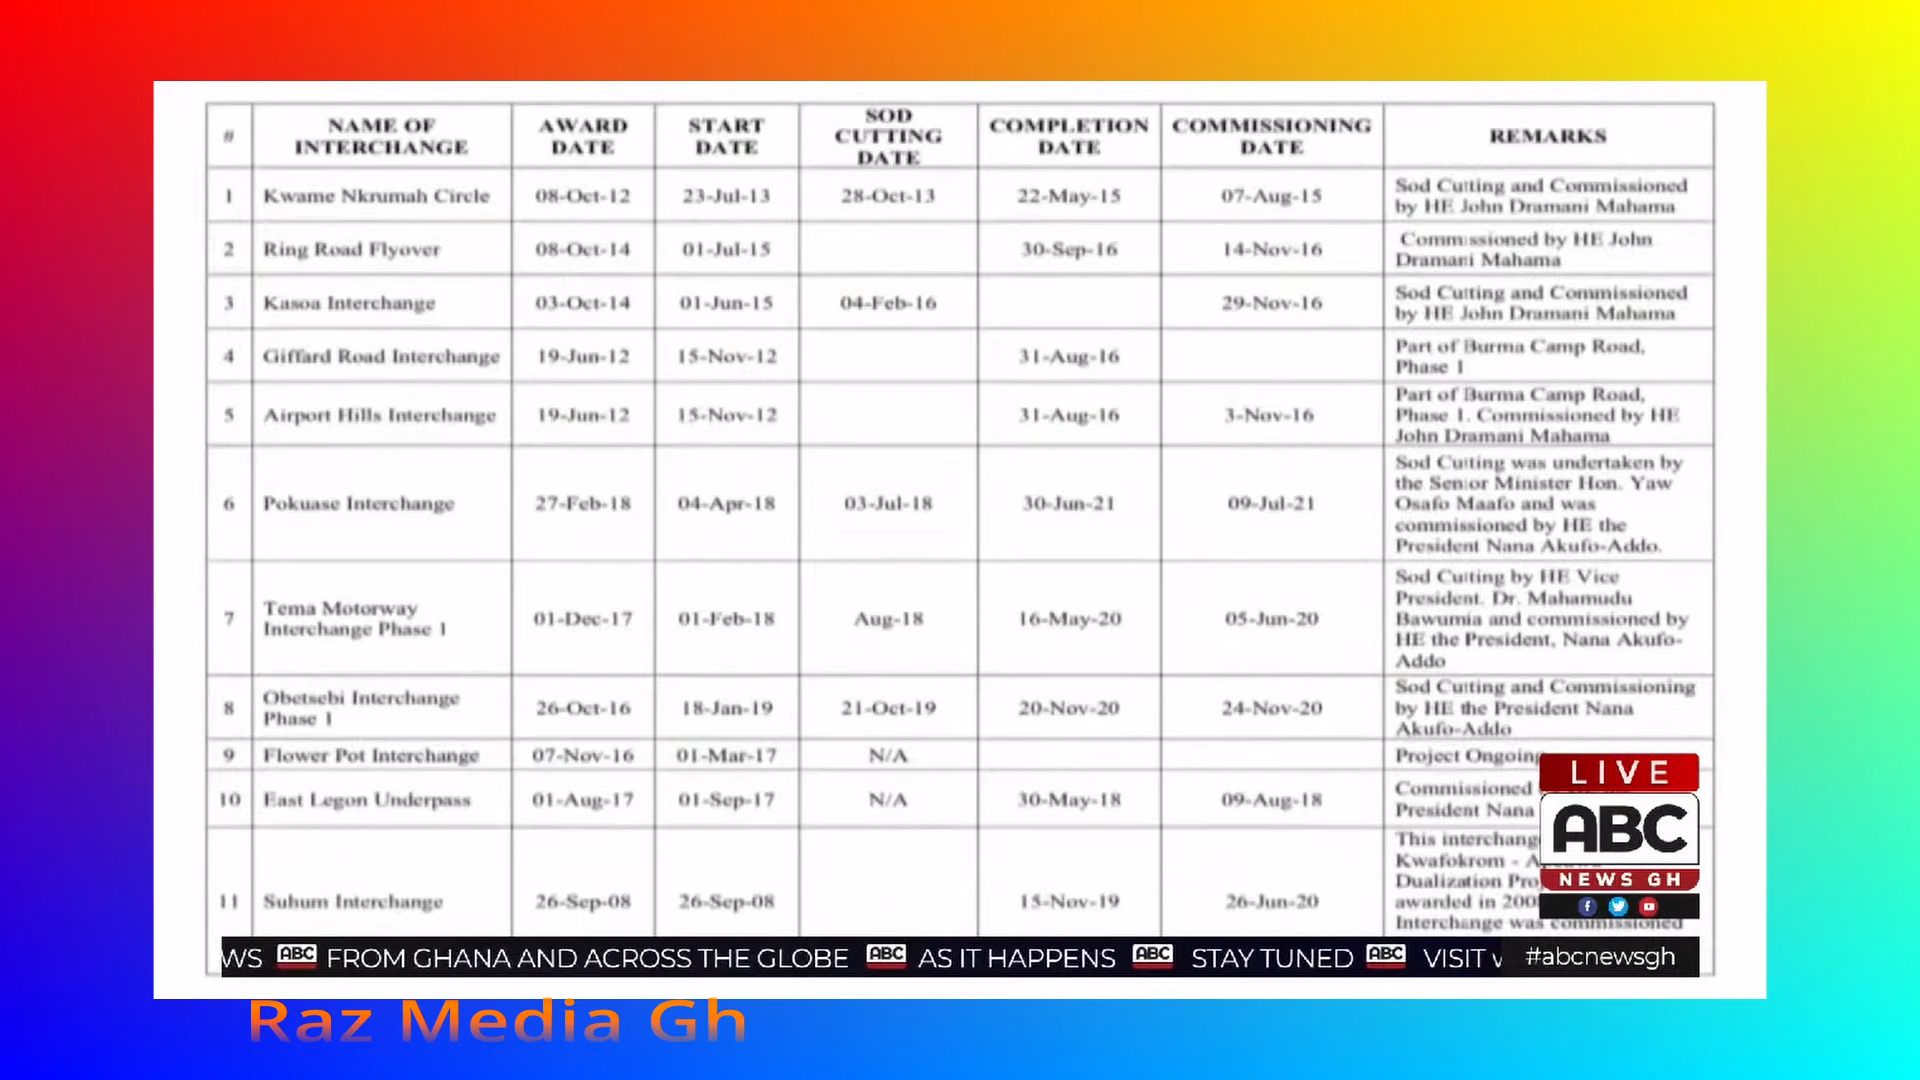 # NAME OF INTERCHANGE AWARD DATE START DATE SOD CUTTING DATE COMPLETION DATE COMMISSIONING DATE REMARKS
1 Kwame Nkrumah Circle 08-Oct-12 23-Jul-13 28-Oct-13 22-May-15 07-Aug-15 Sod Cutting and Commissioned
by HE John Dramani Mahama
2 Ring Road Flyover 08-Oct-14 01-Jul-15 30-Sep-16 14-Nov-16 Commissioned by HE John
Dramani Mahama
3 Kasoa Interchange 03-Oct-14 01-Jun-15 04-Feb-16 29-Nov-16 Sod Cutting and Commissioned
by HE John Dramani Mahama
4 Giffard Road Interchange 19-Jun-12 15-Nov-12 31-Aug-16 Part of Burma Camp Road,
Phase 1
5 Airport Hills Interchange 19-Jun-12 15-Nov-12 31-Aug-16 3-Nov-16 Part of Burma Camp Road,
Phase 1. Commissioned by HE
John Dramani Mahama
6 Pokuase Interchange 27-Feb-18 04-Apr-18 03-Jul-18 30-Jun-21 09-Jul-21 Sod Cutting was undertaken by
the Senior Minister Hon. Yaw
Osafo Maafo and was
commissioned by HE the
President Nana Akufo-Addo.
7 Tema Motorway Interchange Phase 1 01-Dec-17 01-Feb-18 Aug-18 16-May-20 05-Jun-20 Sod Cutting by HE Vice
President. Dr. Mahamudu
Bawumia and commissioned by
HE the President, Nana Akufo-
Addo
8 Obetsebi Interchange Phase 1 26-Oct-16 18-Jan-19 21-Oct-19 20-Nov-20 24-Nov-20 Sod Cutting and Commissioning
by HE the President Nana
Akufo-Addo
9 Flower Pot Interchange 07-Nov-16 01-Mar-17 N/A Project Ongoing
10 East Legon Underpass 01-Aug-17 01-Sep-17 N/A 30-May-18 09-Aug-18 Commissioned
President Nana
11 Suhum Interchange 26-Sep-08 26-Sep-08 15-Nov-19 26-Jun-20 This interchang
Kwafokrom -
Dualization Pro
awarded in 200
Interchange was commissioned
LIVE
ABC
NEWS GH
WS ABC FROM GHANA AND ACROSS THE GLOBE ABC AS IT HAPPENS ABC STAY TUNED ABC VISIT #abcnewsgh
Raz Media Gh